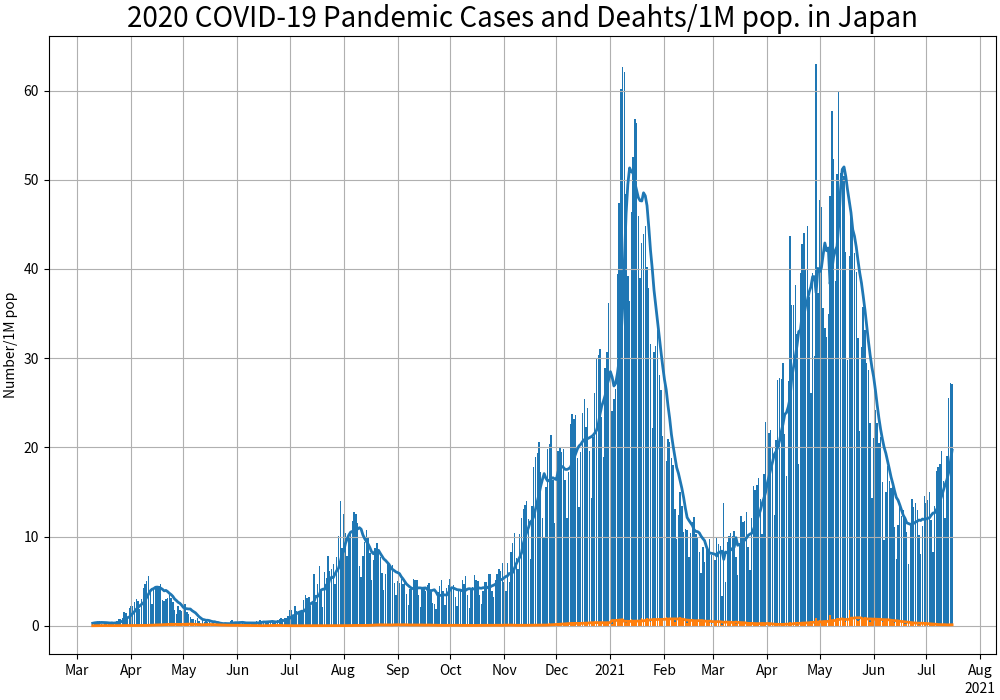 2020 COVID-19 Pandemic Cases and Deahts/1M pop. in Japan
Number/1M pop
60
50
40
30
20
10
0
Mar Apr May Jun Jul Aug Sep Oct Nov Dec 2021 Feb Mar Apr May Jun Jul Aug
2021